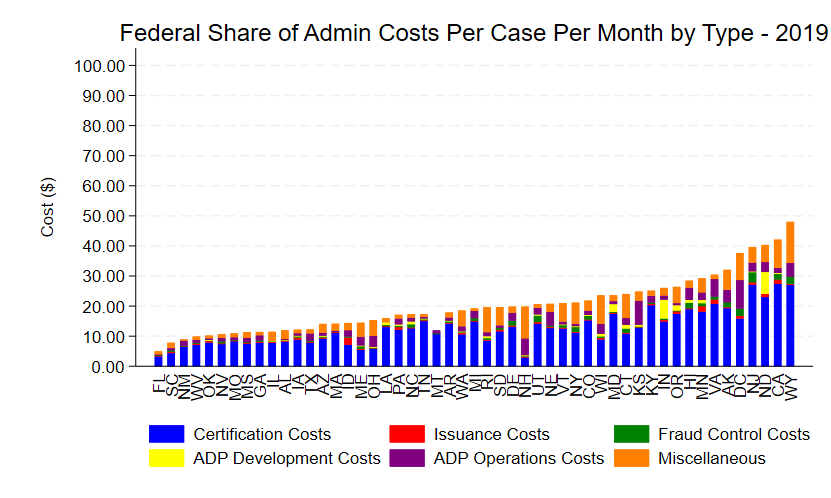 Federal Share of Admin Costs Per Case Per Month by Type - 2019
100.00
90.00
80.00
70.00
60.00
50.00
40.00
30.00
20.00
10.00
0.00
Cost ($)
FL SC NM WV OK NV MO MS GA IL AL IA TX AZ MA ID ME OH LA PA NC TN MT AR WA MI RI SD DE NH UT NE VT NY CO WI MD CT KS KY IN OR HI MN VA AK DC NJ ND CA WY
Certification Costs Issuance Costs Fraud Control Costs
ADP Development Costs ADP Operations Costs Miscellaneous